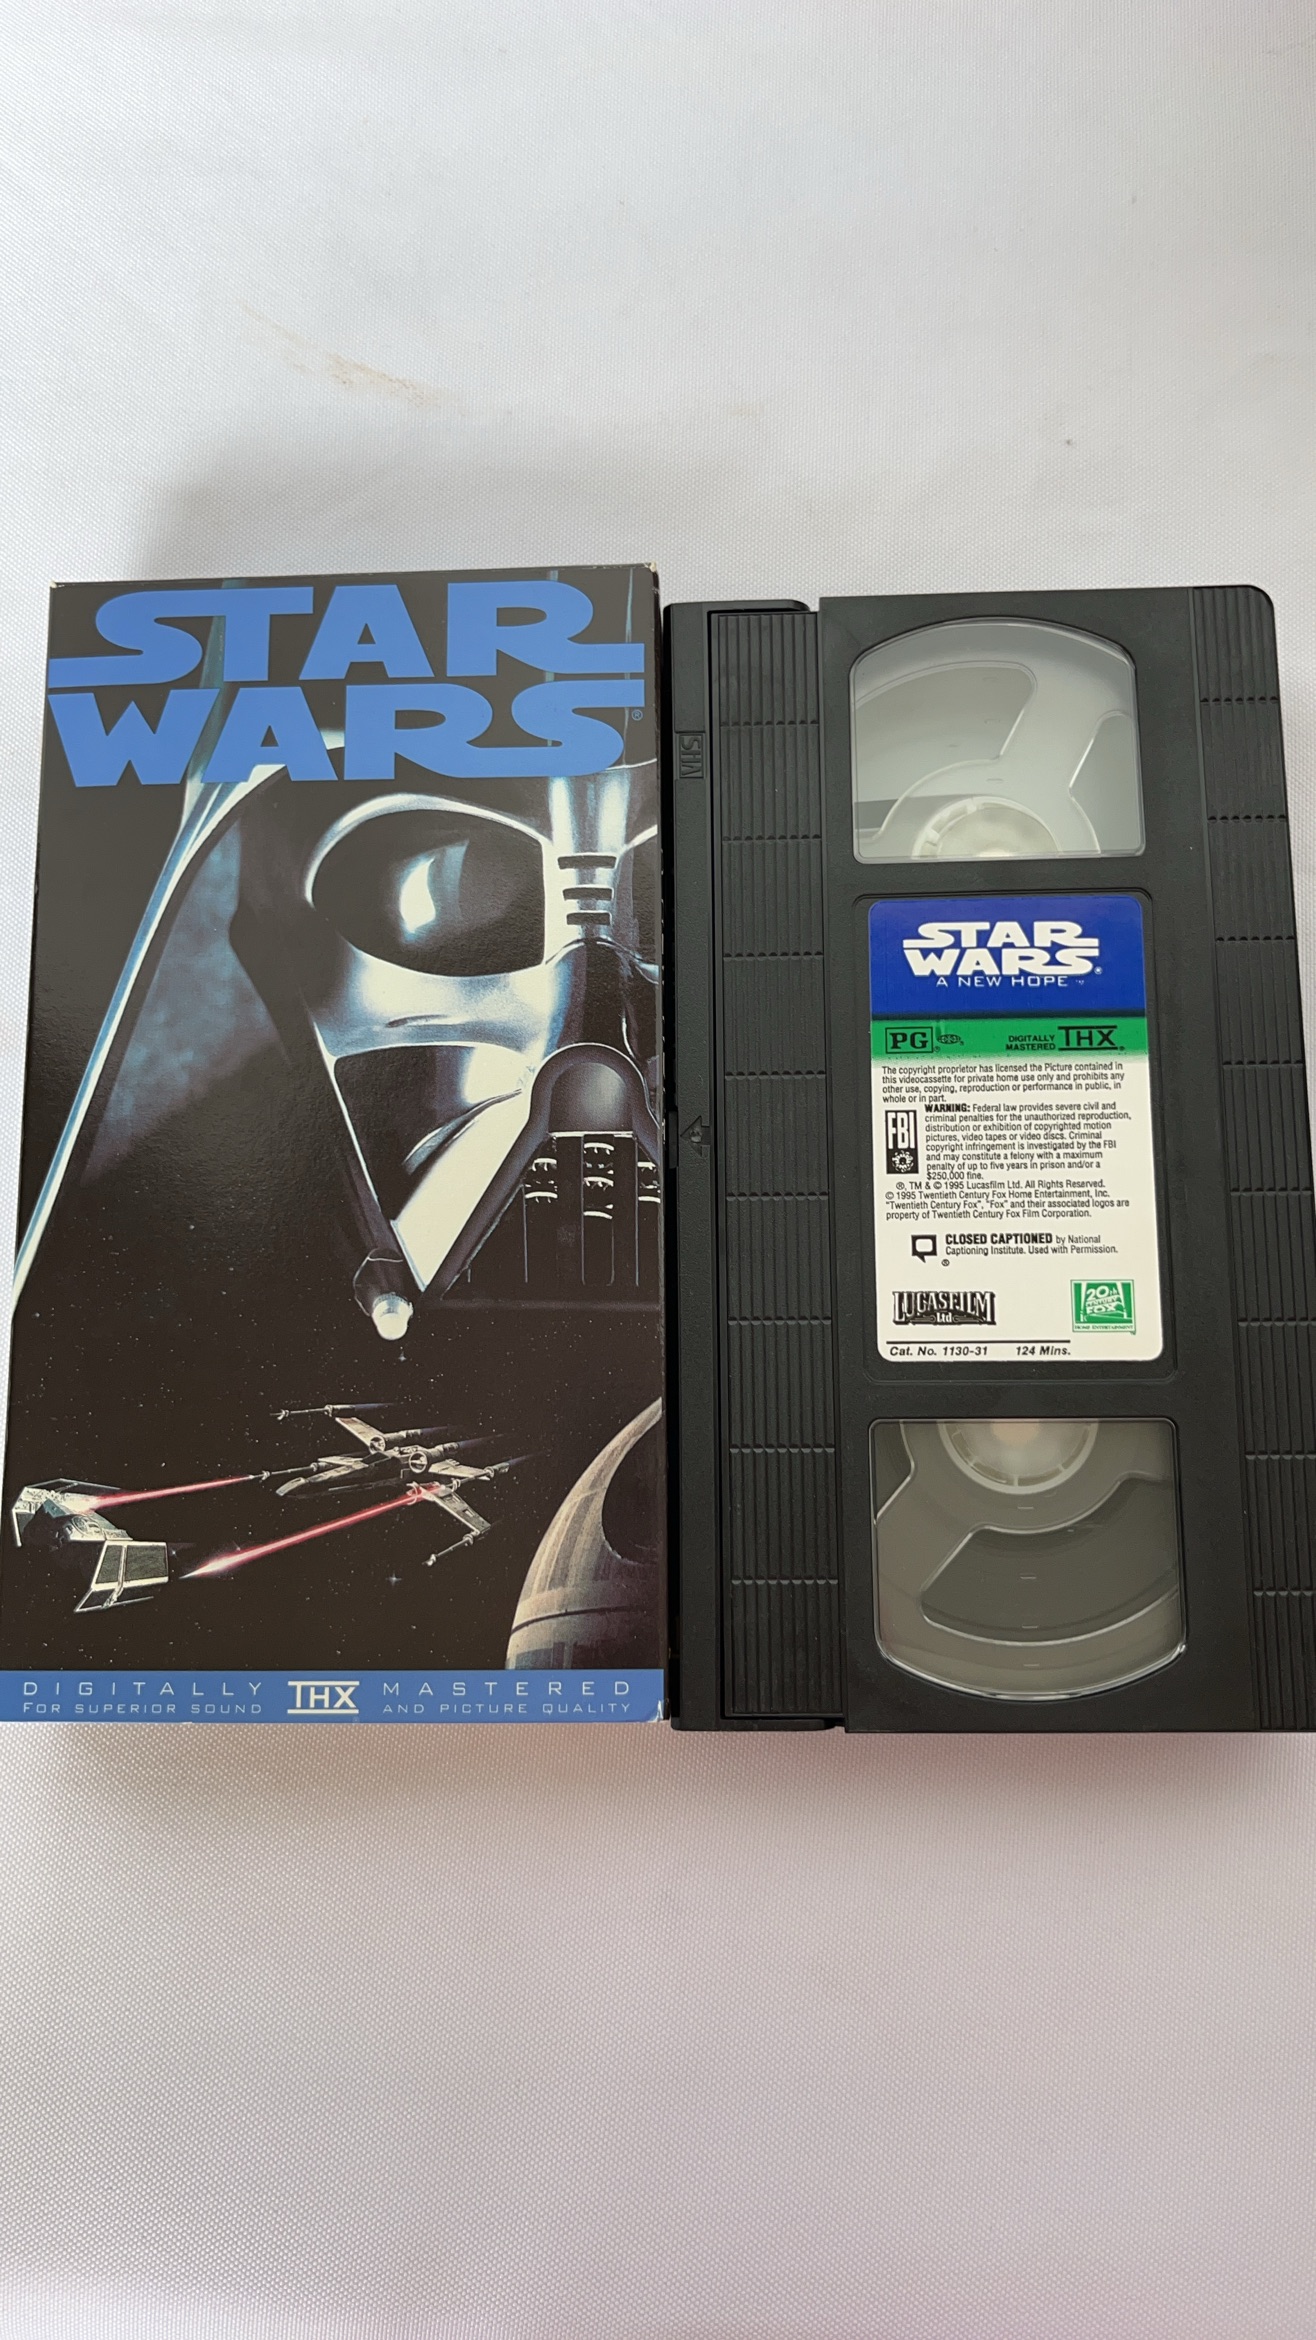 STAR
WARS®
DIGITALLY THX MASTERED
FOR SUPERIOR SOUND AND PICTURE QUALITY
VHS
STAR
WARS®
A NEW HOPE ™
PG
DIGITALLY
MASTERED THX
The copyright proprietor has licensed the Picture contained in
this videocassette for private home use only and prohibits any
other use, copying, reproduction or performance in public, in
whole or in part.
FBI
WARNING: Federal law provides severe civil and
criminal penalties for the unauthorized reproduction,
distribution or exhibition of copyrighted motion
pictures, video tapes or video discs. Criminal
copyright infringement is investigated by the FBI
and may constitute a felony with a maximum
penalty of up to five years in prison and/or a
$250,000 fine.
®, TM & © 1995 Lucasfilm Ltd. All Rights Reserved.
© 1995 Twentieth Century Fox Home Entertainment, Inc.
"Twentieth Century Fox", "Fox" and their associated logos are
property of Twentieth Century Fox Film Corporation.
CLOSED CAPTIONED by National
Captioning Institute. Used with Permission.
®
LUCASFILM
Ltd
20th
CENTURY
FOX
HOME ENTERTAINMENT
Cat. No. 1130-31 124 Mins.